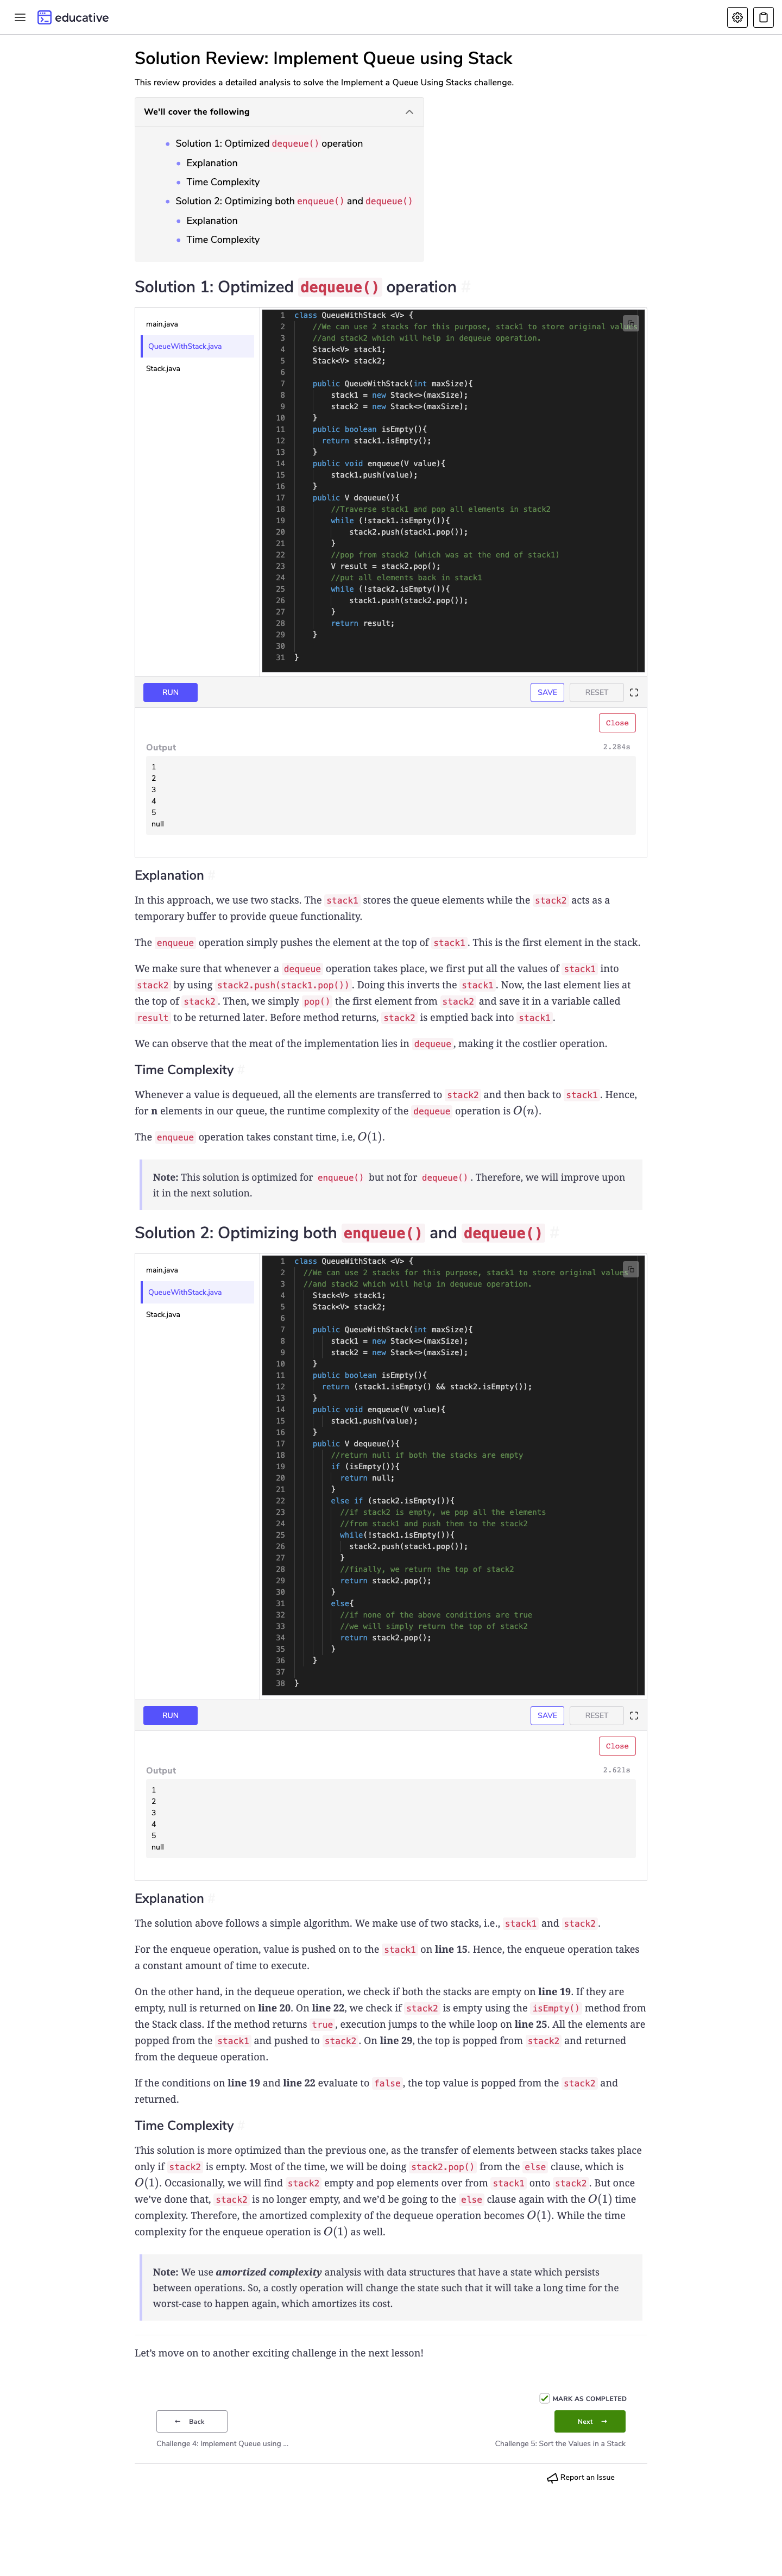 educative
Solution Review: Implement Queue using Stack
This review provides a detailed analysis to solve the Implement a Queue Using Stacks challenge.
We'll cover the following
Solution 1: Optimized dequeue() operation
Explanation
Time Complexity
Solution 2: Optimizing both enqueue() and dequeue()
Explanation
Time Complexity
Solution 1: Optimized dequeue() operation #
main.java
QueueWithStack.java
Stack.java
1 class QueueWithStack <V> {
2 //We can use 2 stacks for this purpose, stack1 to store original values
3 //and stack2 which will help in dequeue operation.
4 Stack<V> stack1;
5 Stack<V> stack2;
6
7 public QueueWithStack(int maxSize){
8 stack1 = new Stack<>(maxSize);
9 stack2 = new Stack<>(maxSize);
10 }
11 public boolean isEmpty(){
12 return stack1.isEmpty();
13 }
14 public void enqueue(V value){
15 stack1.push(value);
16 }
17 public V dequeue(){
18 //Traverse stack1 and pop all elements in stack2
19 while (!stack1.isEmpty()){
20 stack2.push(stack1.pop());
21 }
22 //pop from stack2 (which was at the end of stack1)
23 V result = stack2.pop();
24 //put all elements back in stack1
25 while (!stack2.isEmpty()){
26 stack1.push(stack2.pop());
27 }
28 return result;
29 }
30
31 }
RUN
SAVE
RESET
Close
Output
2.284s
1
2
3
4
5
null
Explanation #
In this approach, we use two stacks. The stack1 stores the queue elements while the stack2 acts as a
temporary buffer to provide queue functionality.
The enqueue operation simply pushes the element at the top of stack1. This is the first element in the stack.
We make sure that whenever a dequeue operation takes place, we first put all the values of stack1 into
stack2 by using stack2.push(stack1.pop()). Doing this inverts the stack1. Now, the last element lies at
the top of stack2. Then, we simply pop() the first element from stack2 and save it in a variable called
result to be returned later. Before method returns, stack2 is emptied back into stack1.
We can observe that the meat of the implementation lies in dequeue, making it the costlier operation.
Time Complexity #
Whenever a value is dequeued, all the elements are transferred to stack2 and then back to stack1. Hence,
for n elements in our queue, the runtime complexity of the dequeue operation is O(n).
The enqueue operation takes constant time, i.e, O(1).
Note: This solution is optimized for enqueue() but not for dequeue(). Therefore, we will improve upon
it in the next solution.
Solution 2: Optimizing both enqueue() and dequeue() #
main.java
QueueWithStack.java
Stack.java
1 class QueueWithStack <V> {
2 //We can use 2 stacks for this purpose, stack1 to store original values
3 //and stack2 which will help in dequeue operation.
4 Stack<V> stack1;
5 Stack<V> stack2;
6
7 public QueueWithStack(int maxSize){
8 stack1 = new Stack<>(maxSize);
9 stack2 = new Stack<>(maxSize);
10 }
11 public boolean isEmpty(){
12 return (stack1.isEmpty() && stack2.isEmpty());
13 }
14 public void enqueue(V value){
15 stack1.push(value);
16 }
17 public V dequeue(){
18 //return null if both the stacks are empty
19 if (isEmpty()){
20 return null;
21 }
22 else if (stack2.isEmpty()){
23 //if stack2 is empty, we pop all the elements
24 //from stack1 and push them to the stack2
25 while(!stack1.isEmpty()){
26 stack2.push(stack1.pop());
27 }
28 //finally, we return the top of stack2
29 return stack2.pop();
30 }
31 else{
32 //if none of the above conditions are true
33 //we will simply return the top of stack2
34 return stack2.pop();
35 }
36 }
37
38 }
RUN
SAVE
RESET
Close
Output
2.621s
1
2
3
4
5
null
Explanation #
The solution above follows a simple algorithm. We make use of two stacks, i.e., stack1 and stack2.
For the enqueue operation, value is pushed on to the stack1 on line 15. Hence, the enqueue operation takes
a constant amount of time to execute.
On the other hand, in the dequeue operation, we check if both the stacks are empty on line 19. If they are
empty, null is returned on line 20. On line 22, we check if stack2 is empty using the isEmpty() method from
the Stack class. If the method returns true, execution jumps to the while loop on line 25. All the elements are
popped from the stack1 and pushed to stack2. On line 29, the top is popped from stack2 and returned
from the dequeue operation.
If the conditions on line 19 and line 22 evaluate to false, the top value is popped from the stack2 and
returned.
Time Complexity #
This solution is more optimized than the previous one, as the transfer of elements between stacks takes place
only if stack2 is empty. Most of the time, we will be doing stack2.pop() from the else clause, which is
O(1). Occasionally, we will find stack2 empty and pop elements over from stack1 onto stack2. But once
we've done that, stack2 is no longer empty, and we'd be going to the else clause again with the O(1) time
complexity. Therefore, the amortized complexity of the dequeue operation becomes O(1). While the time
complexity for the enqueue operation is O(1) as well.
Note: We use amortized complexity analysis with data structures that have a state which persists
between operations. So, a costly operation will change the state such that it will take a long time for the
worst-case to happen again, which amortizes its cost.
Let's move on to another exciting challenge in the next lesson!
MARK AS COMPLETED
← Back
Next →
Challenge 4: Implement Queue using ...
Challenge 5: Sort the Values in a Stack
Report an Issue